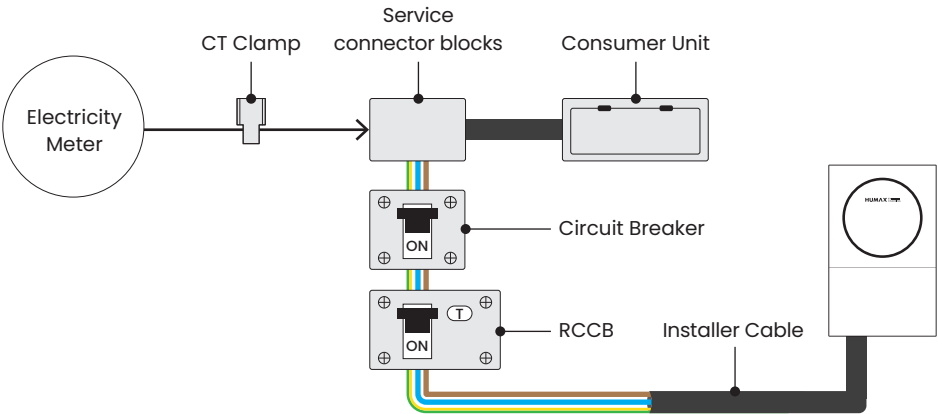 Service
connector blocks
CT Clamp
Consumer Unit
Electricity
Meter
HUMAX
ON
Circuit Breaker
T
ON
RCCB
Installer Cable